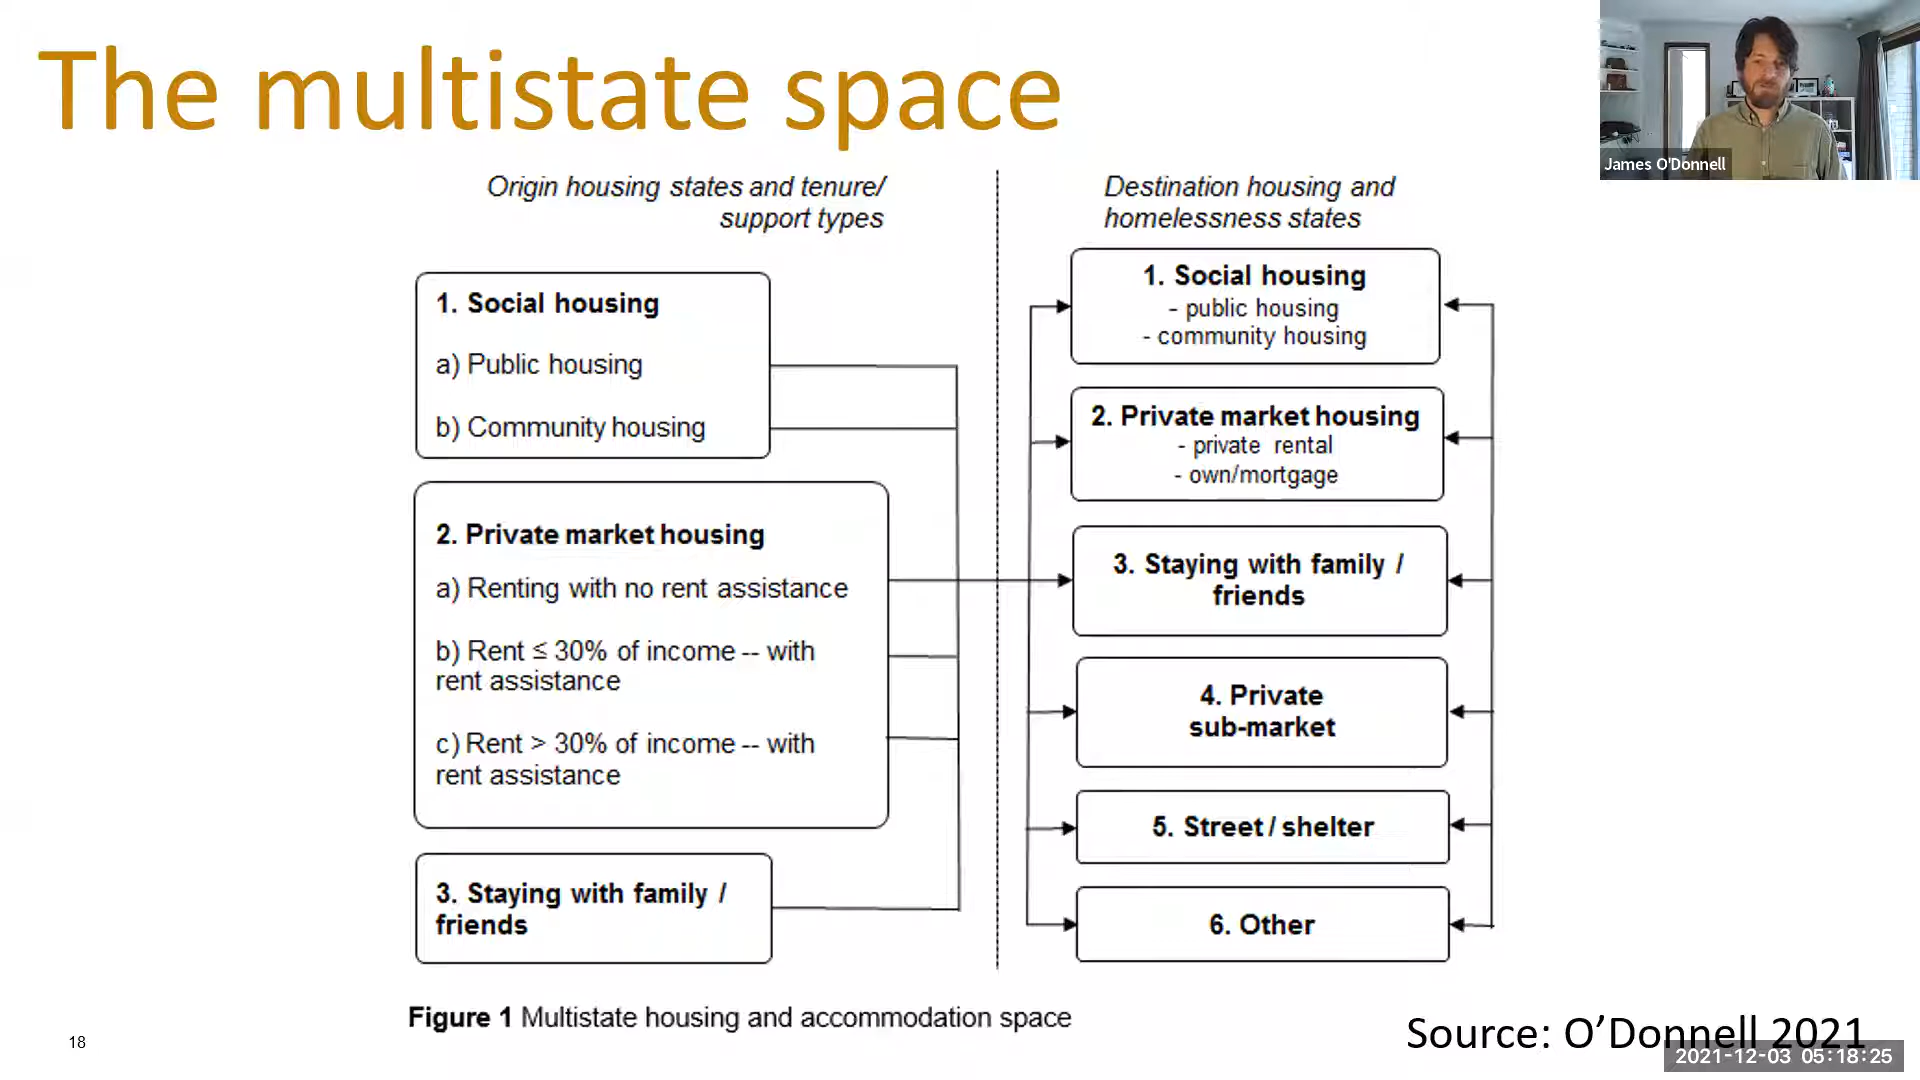 The multistate space
James O'Donnell
Origin housing states and tenure/
support types
Destination housing and
homelessness states
1. Social housing
a) Public housing
b) Community housing
2. Private market housing
a) Renting with no rent assistance
b) Rent ≤ 30% of income -- with
rent assistance
c) Rent > 30% of income -- with
rent assistance
3. Staying with family /
friends
1. Social housing
- public housing
- community housing
2. Private market housing
- private rental
- own/mortgage
3. Staying with family /
friends
4. Private
sub-market
5. Street / shelter
6. Other
Figure 1 Multistate housing and accommodation space
18
Source: O’Donnell 2021
2021-12-03 05:18:25